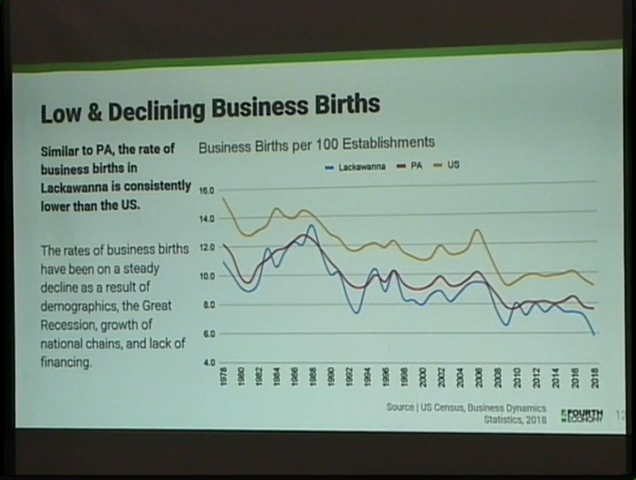 Low & Declining Business Births
Similar to PA, the rate of
business births in
Lackawanna is consistently
lower than the US.
The rates of business births
have been on a steady
decline as a result of
demographics, the Great
Recession, growth of
national chains, and lack of
financing.
Business Births per 100 Establishments
Lackawanna PA US
16.0
14.0
12.0
10.0
8.0
6.0
4.0
1978 1980 1982 1984 1986 1988 1990 1992 1994 1996 1998 2000 2002 2004 2006 2008 2010 2012 2014 2016 2018
Source | US Census, Business Dynamics
Statistics, 2018
FOURTH
ECONOMY